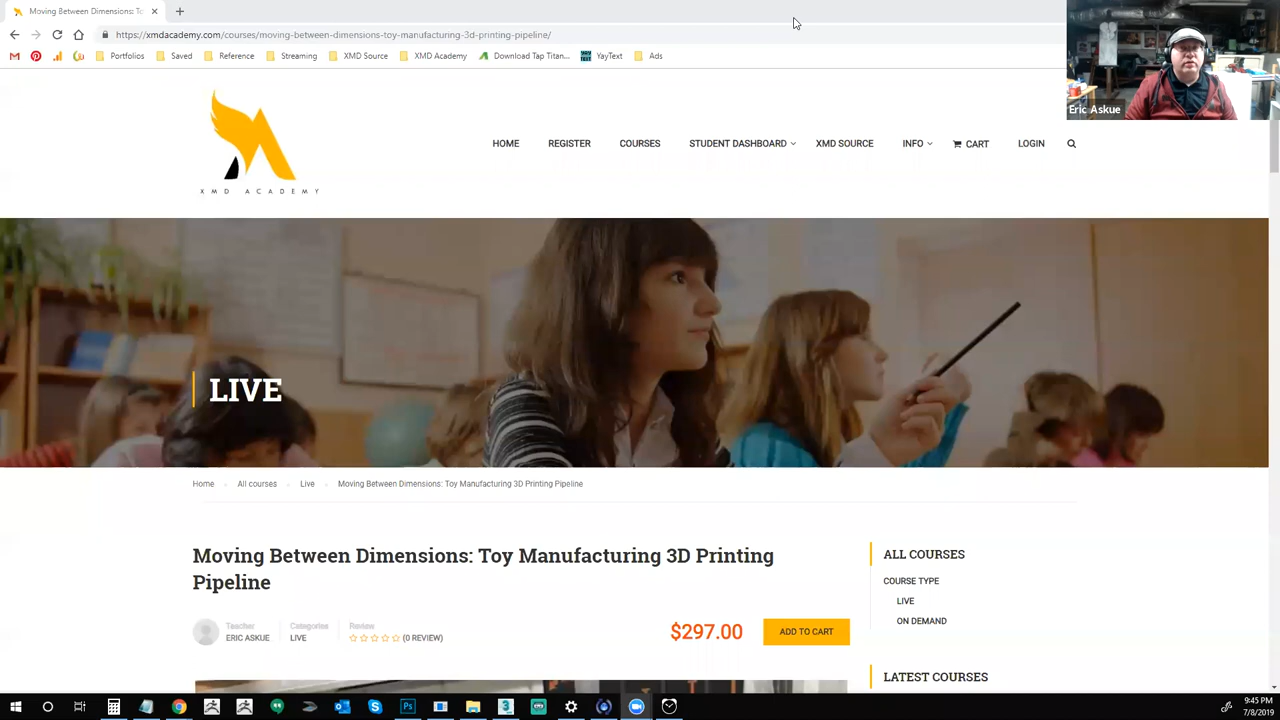 Moving Between Dimensions: To
https://xmdacademy.com/courses/moving-between-dimensions-toy-manufacturing-3d-printing-pipeline/
Portfolios Saved Reference Streaming XMD Source XMD Academy Download Tap Titan... YayText Ads
Eric Askue
XMD ACADEMY
HOME REGISTER COURSES STUDENT DASHBOARD XMD SOURCE INFO CART LOGIN
LIVE
Home All courses Live Moving Between Dimensions: Toy Manufacturing 3D Printing Pipeline
Moving Between Dimensions: Toy Manufacturing 3D Printing
Pipeline
Teacher
ERIC ASKUE
Categories
LIVE
Review
(0 REVIEW)
$297.00
ADD TO CART
ALL COURSES
COURSE TYPE
LIVE
ON DEMAND
LATEST COURSES
9:45 PM
7/8/2019